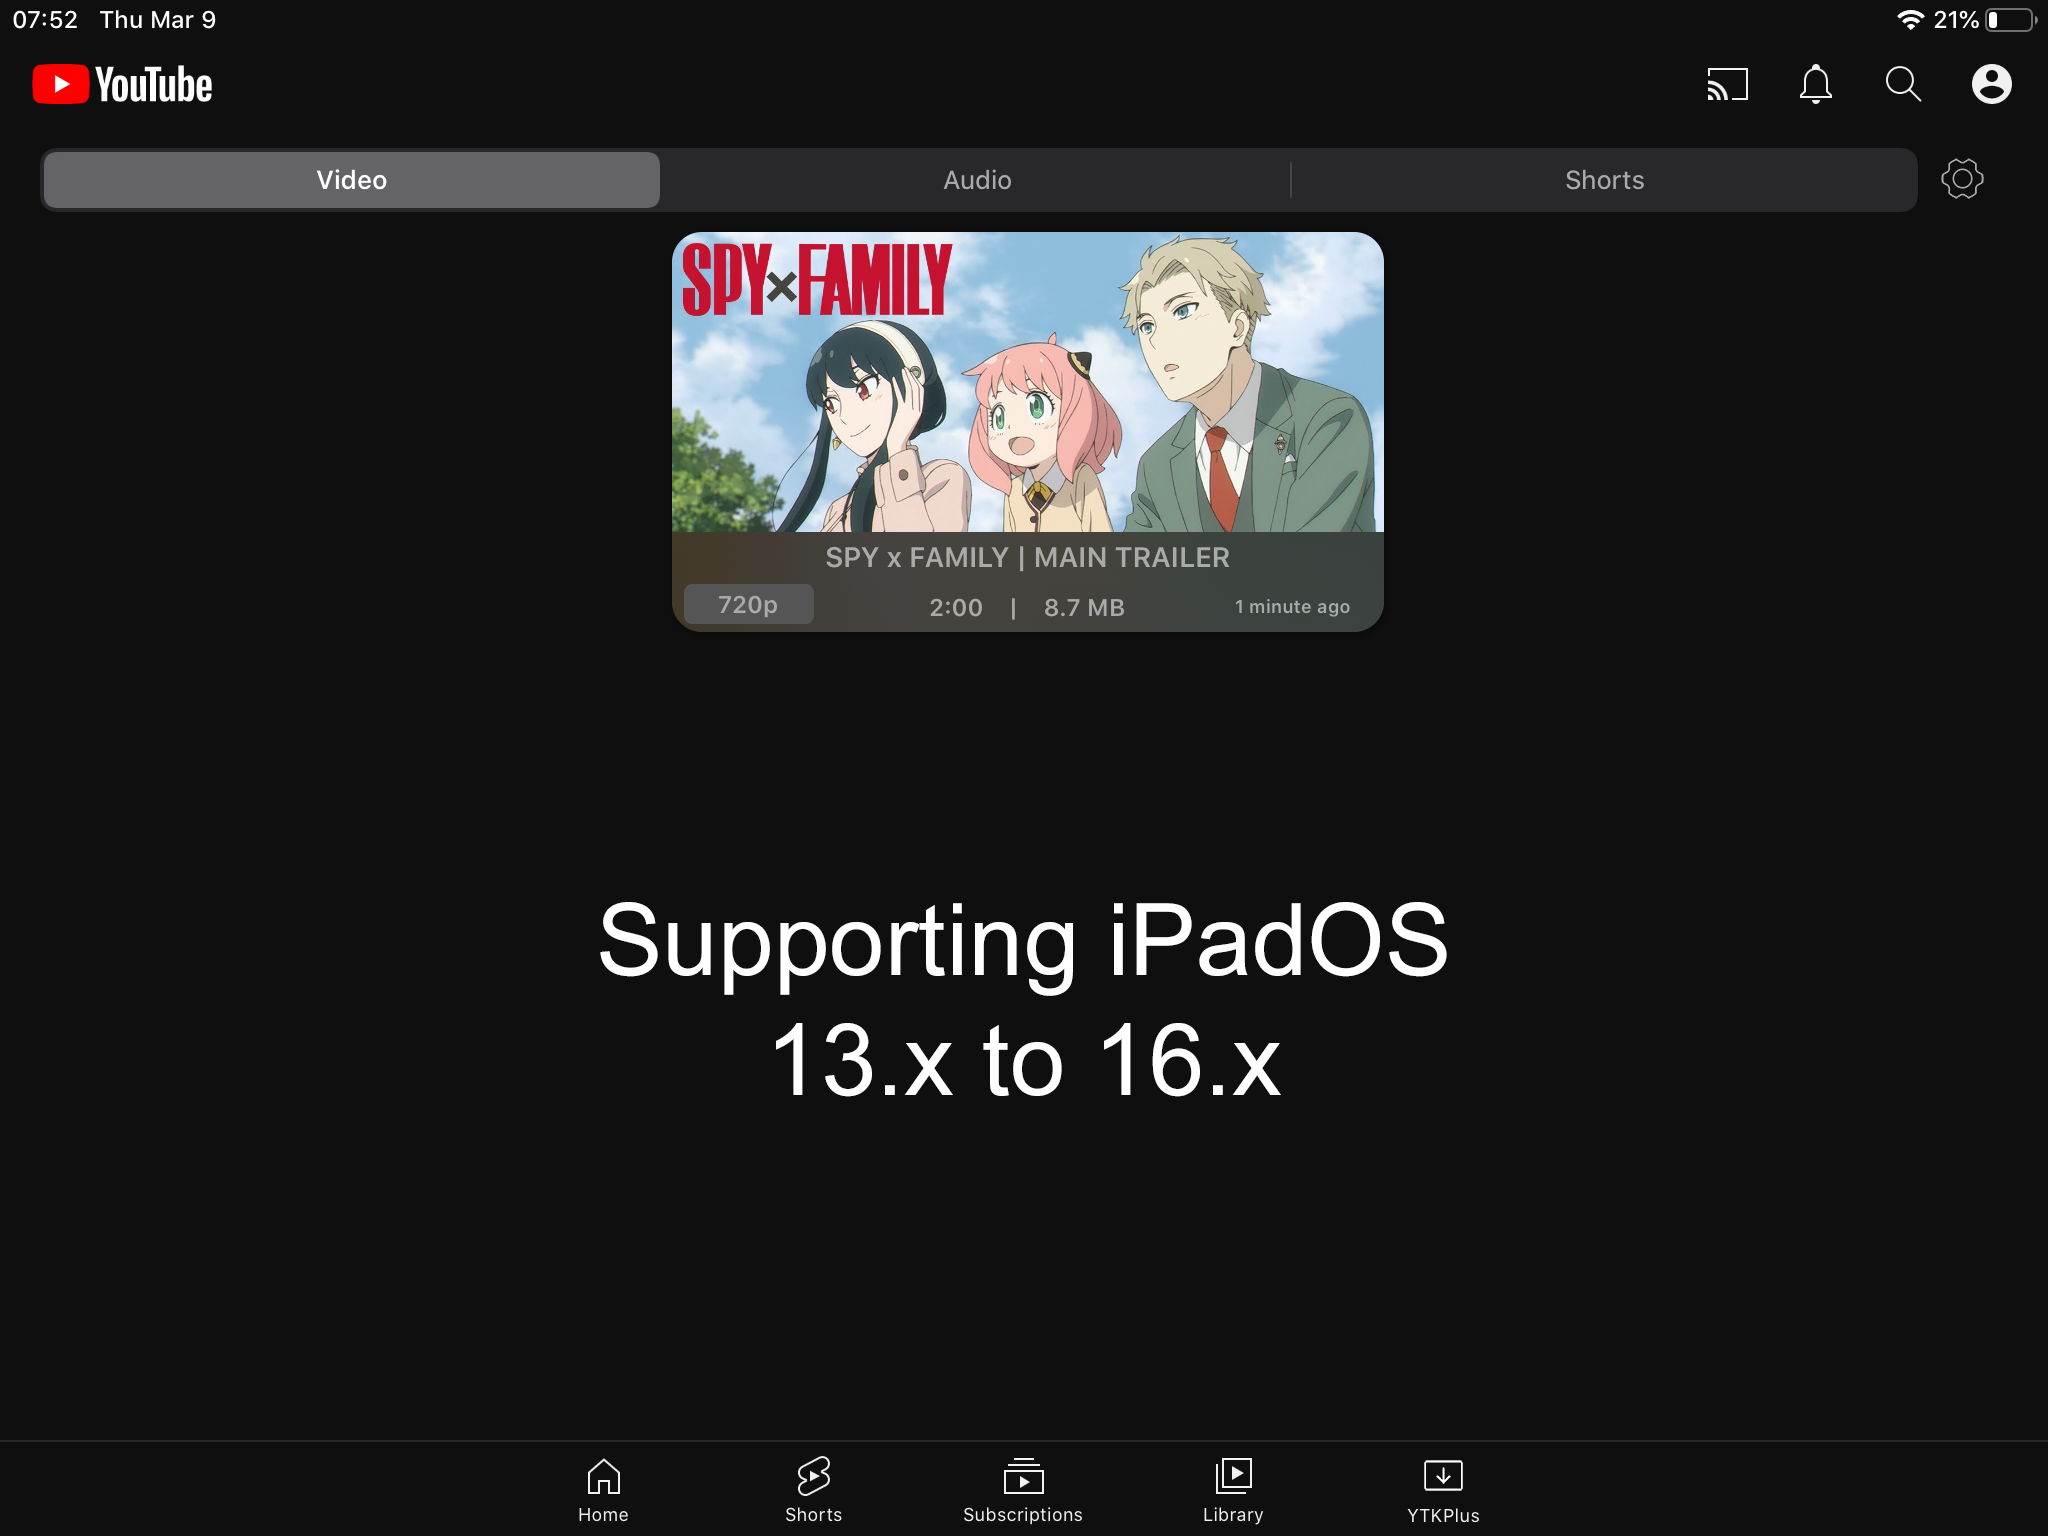 07:52 Thu Mar 9 21%
YouTube
Video Audio Shorts
SPY×FAMILY
SPY x FAMILY | MAIN TRAILER
720p 2:00 | 8.7 MB 1 minute ago
Supporting iPadOS
13.x to 16.x
Home Shorts Subscriptions Library YTKPlus